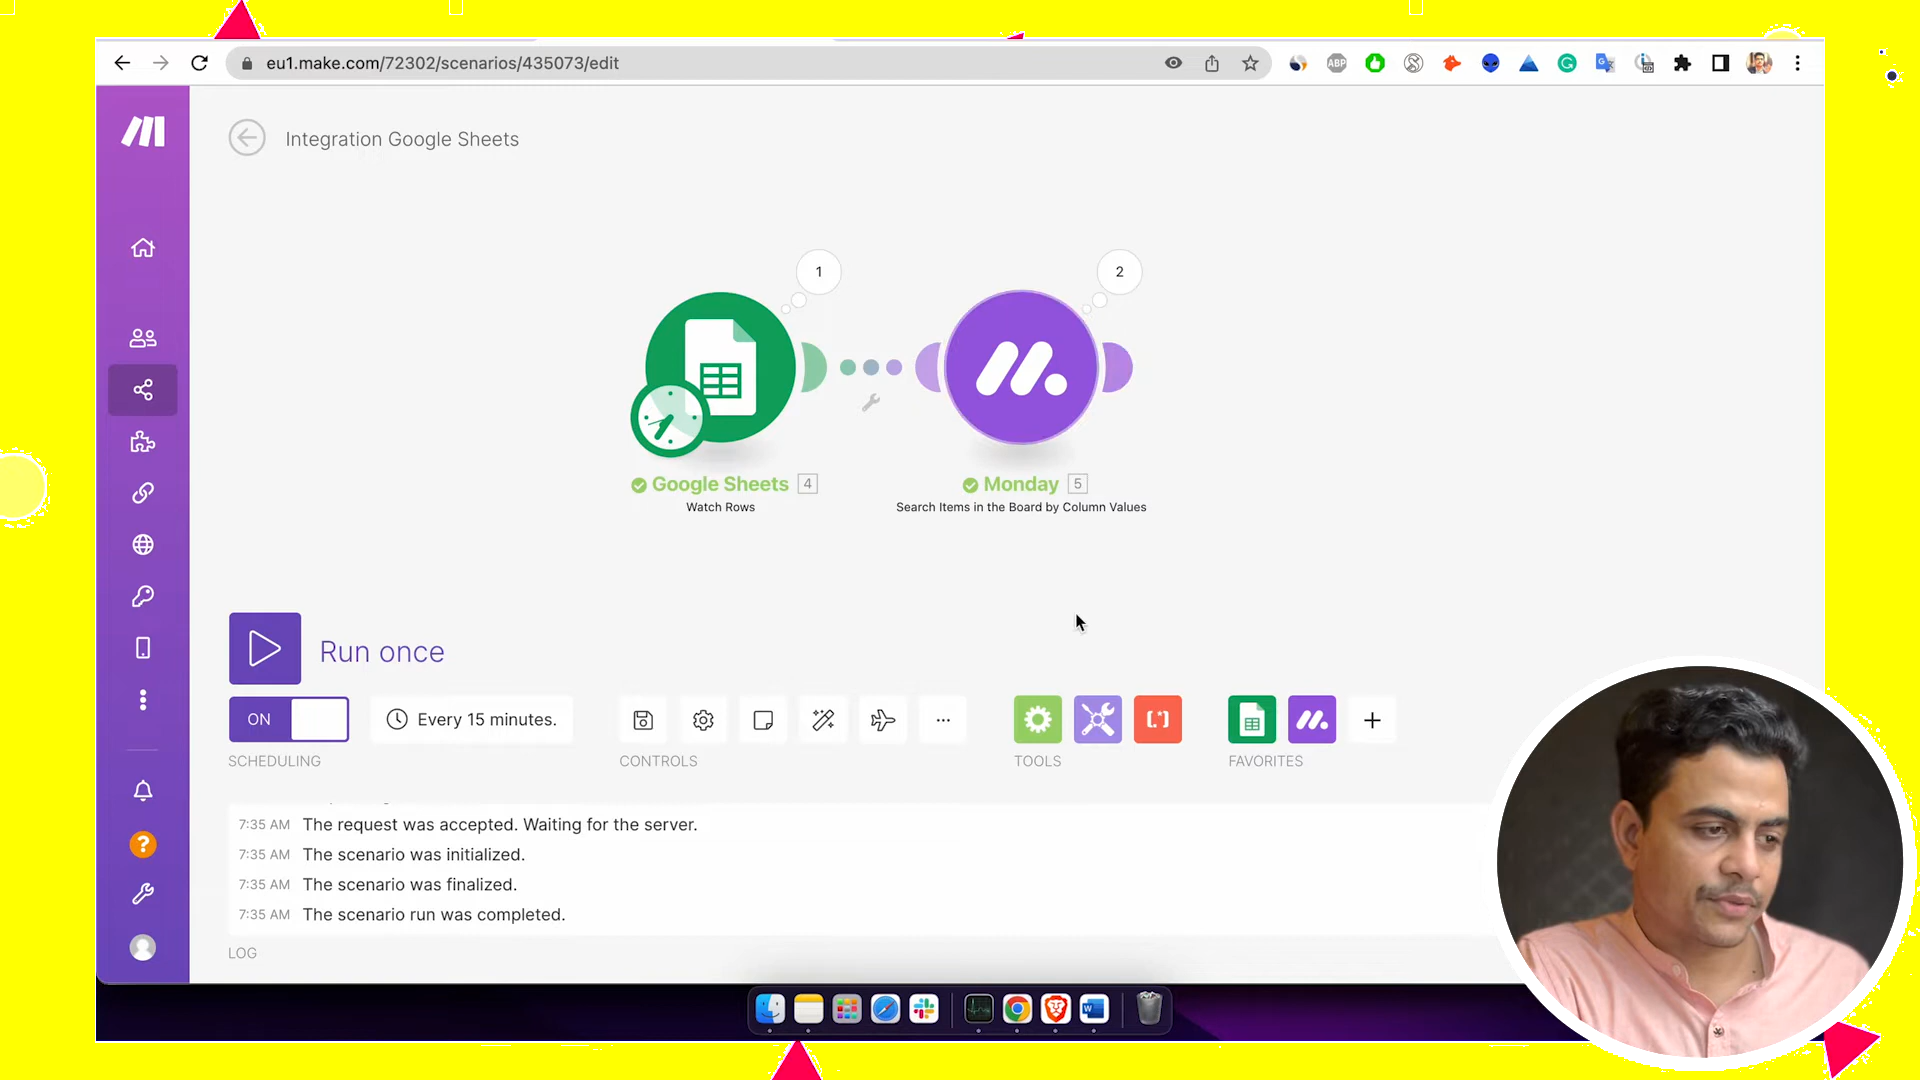 eu1.make.com/72302/scenarios/435073/edit
ABP
Integration Google Sheets
1
2
Google Sheets 4
Watch Rows
Monday 5
Search Items in the Board by Column Values
Run once
ON
Every 15 minutes.
SCHEDULING
CONTROLS
TOOLS
FAVORITES
7:35 AM The request was accepted. Waiting for the server.
7:35 AM The scenario was initialized.
7:35 AM The scenario was finalized.
7:35 AM The scenario run was completed.
LOG